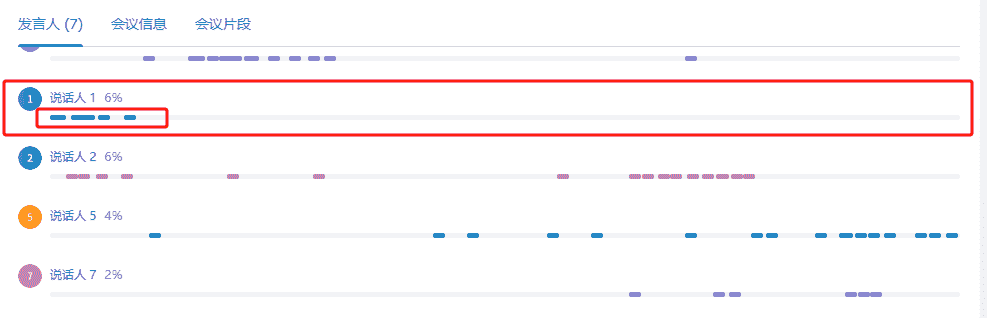 发言人 (7) 会议信息 会议片段
1 说话人 1 6%
2 说话人 2 6%
5 说话人 5 4%
7 说话人 7 2%